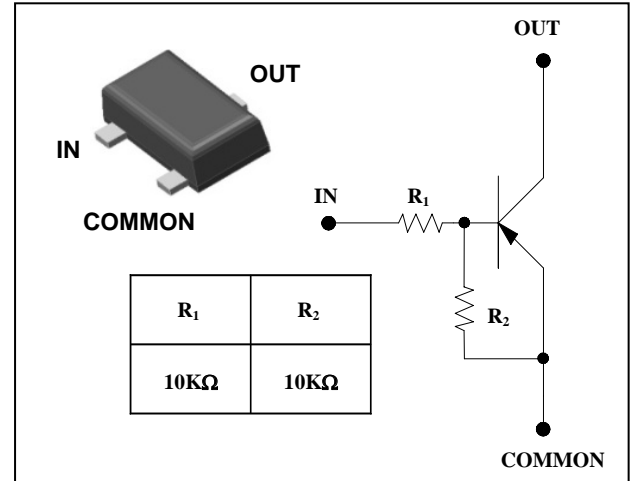 OUT
OUT
IN
IN
R₁
COMMON
R₁ R₂
R₂
10KΩ 10KΩ
COMMON